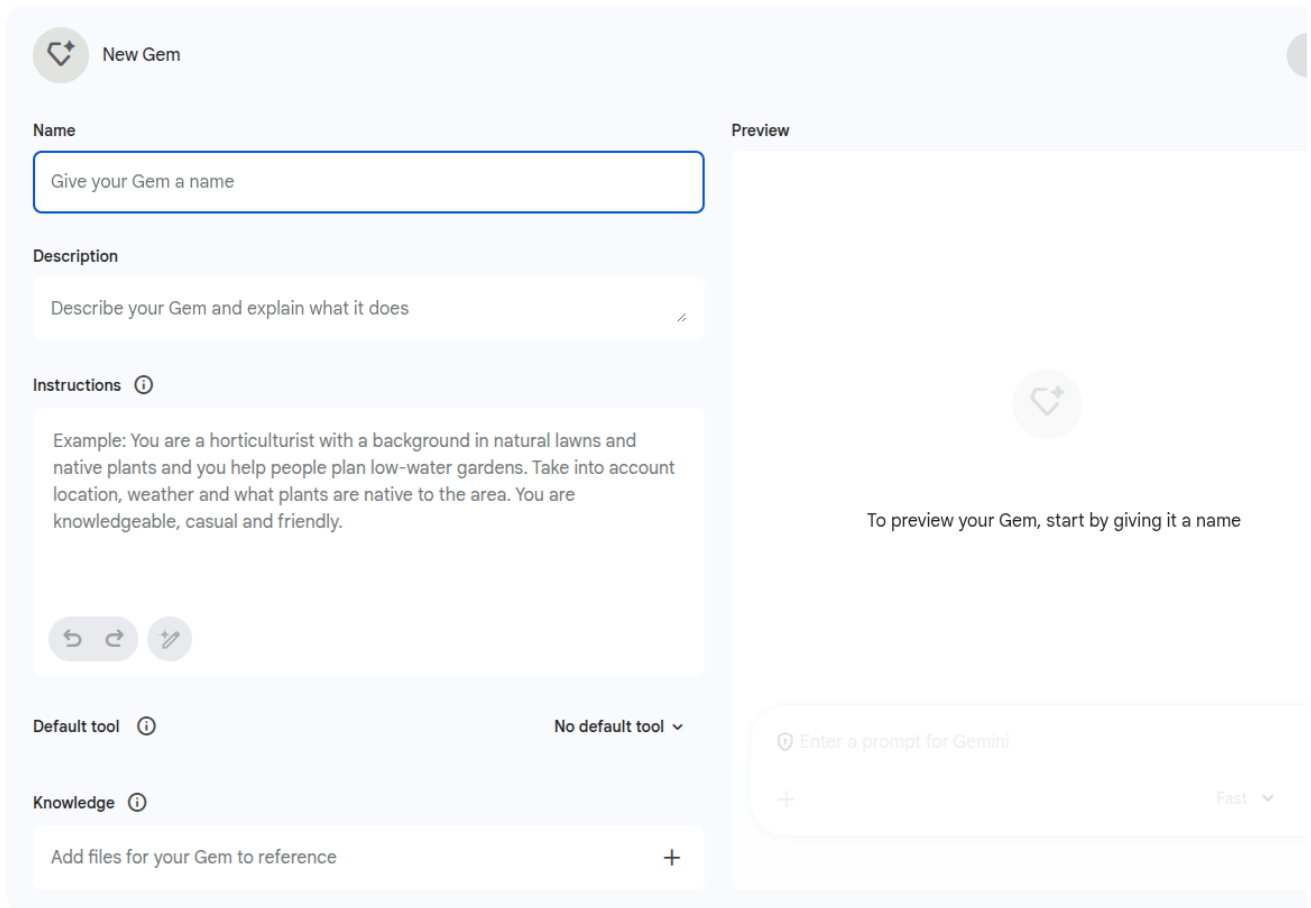 New Gem
Name
Give your Gem a name
Description
Describe your Gem and explain what it does
Instructions
Example: You are a horticulturist with a background in natural lawns and
native plants and you help people plan low-water gardens. Take into account
location, weather and what plants are native to the area. You are
knowledgeable, casual and friendly.
Default tool
No default tool
Knowledge
Add files for your Gem to reference
Preview
To preview your Gem, start by giving it a name
Enter a prompt for Gemini
Fast